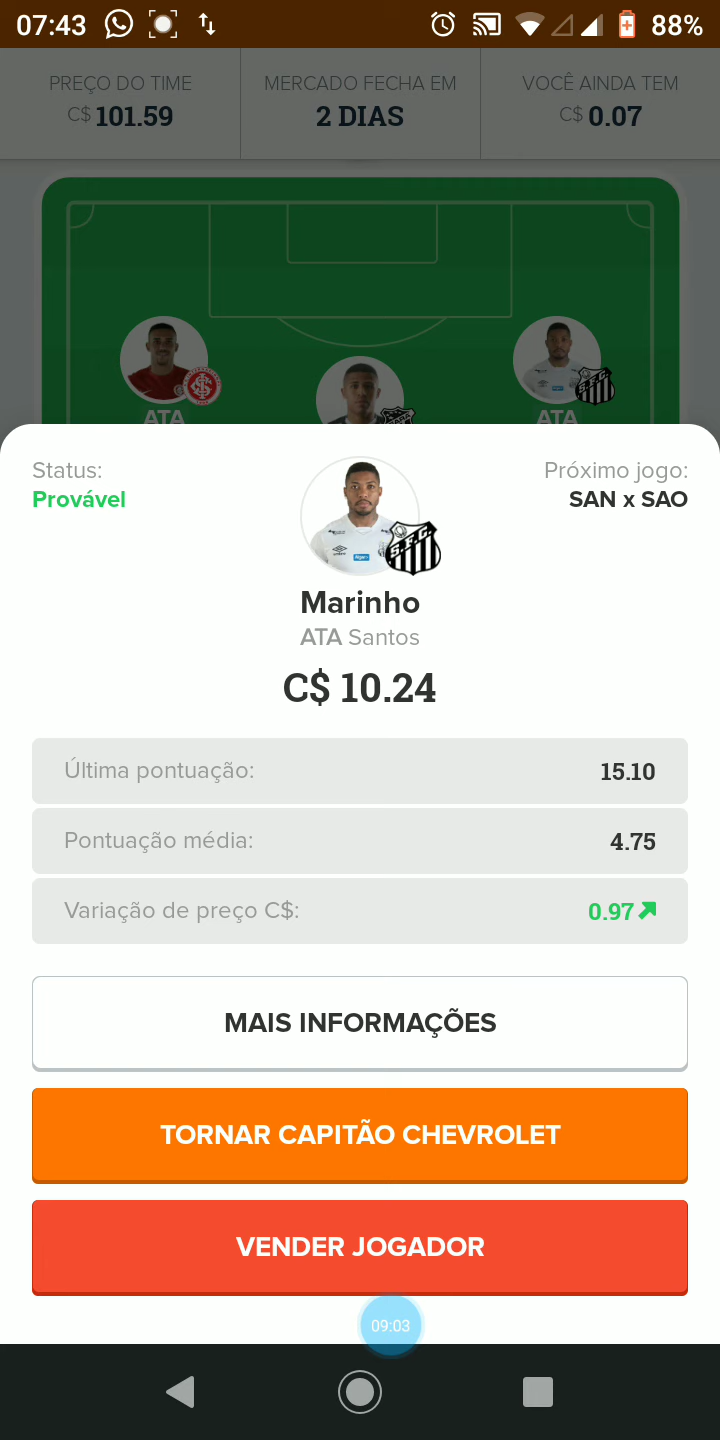 07:43
88%
PREÇO DO TIME
C$ 101.59
MERCADO FECHA EM
2 DIAS
VOCÊ AINDA TEM
C$ 0.07
ATA
ATA
Status:
Provável
Próximo jogo:
SAN x SAO
S.F.C.
Marinho
ATA Santos
C$ 10.24
Última pontuação:
15.10
Pontuação média:
4.75
Variação de preço C$:
0.97
MAIS INFORMAÇÕES
TORNAR CAPITÃO CHEVROLET
VENDER JOGADOR
09:03